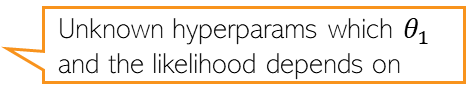 Unknown hyperparams which θ₁
and the likelihood depends on